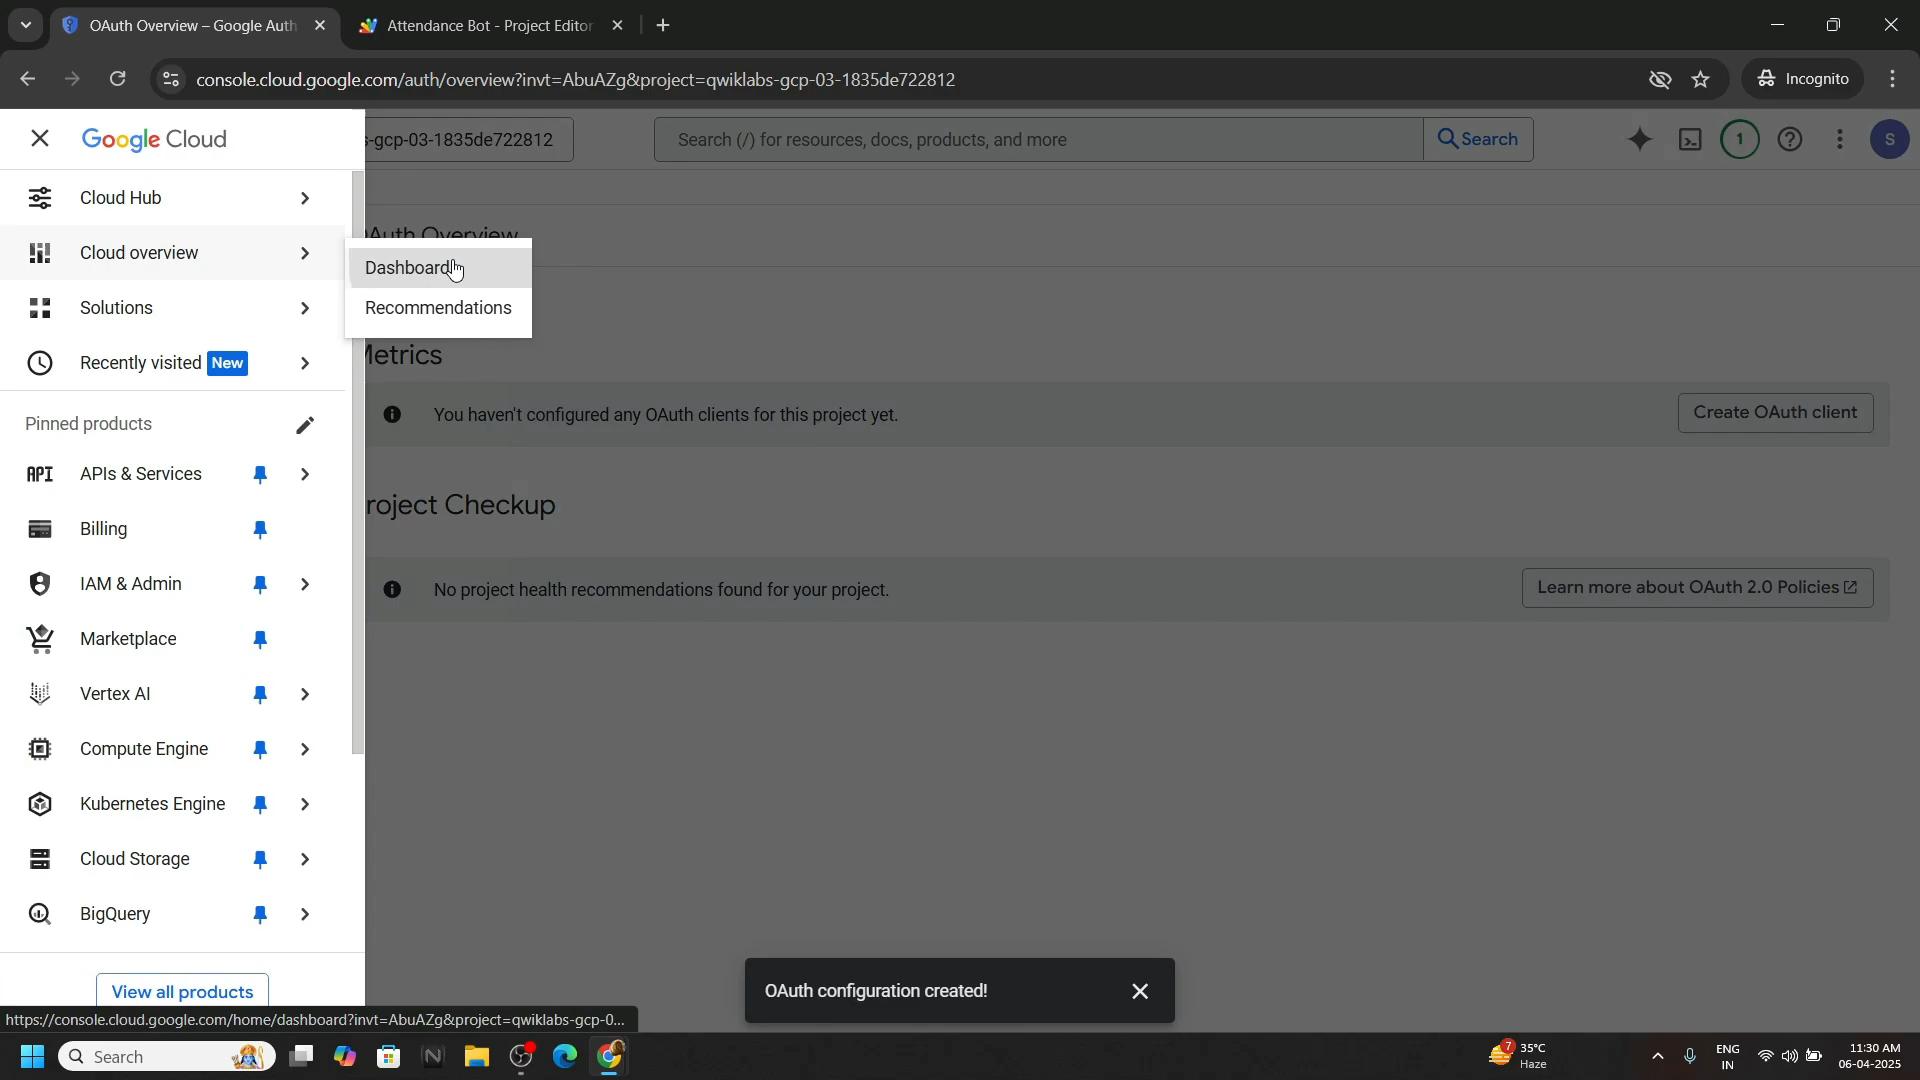 OAuth Overview – Google Auth
Attendance Bot - Project Editor
console.cloud.google.com/auth/overview?invt=AbuAZg&project=qwiklabs-gcp-03-1835de722812
Incognito
Google Cloud
s-gcp-03-1835de722812
Search (/) for resources, docs, products, and more
Search
1
S
Cloud Hub
OAuth Overview
Cloud overview
Dashboard
Solutions
Recommendations
Metrics
Recently visited New
You haven't configured any OAuth clients for this project yet.
Create OAuth client
Pinned products
API APIs & Services
Project Checkup
Billing
IAM & Admin
No project health recommendations found for your project.
Learn more about OAuth 2.0 Policies
Marketplace
Vertex AI
Compute Engine
Kubernetes Engine
Cloud Storage
BigQuery
View all products
OAuth configuration created!
https://console.cloud.google.com/home/dashboard?invt=AbuAZg&project=qwiklabs-gcp-0...
Search
7
35°C
Haze
ENG
IN
11:30 AM
06-04-2025